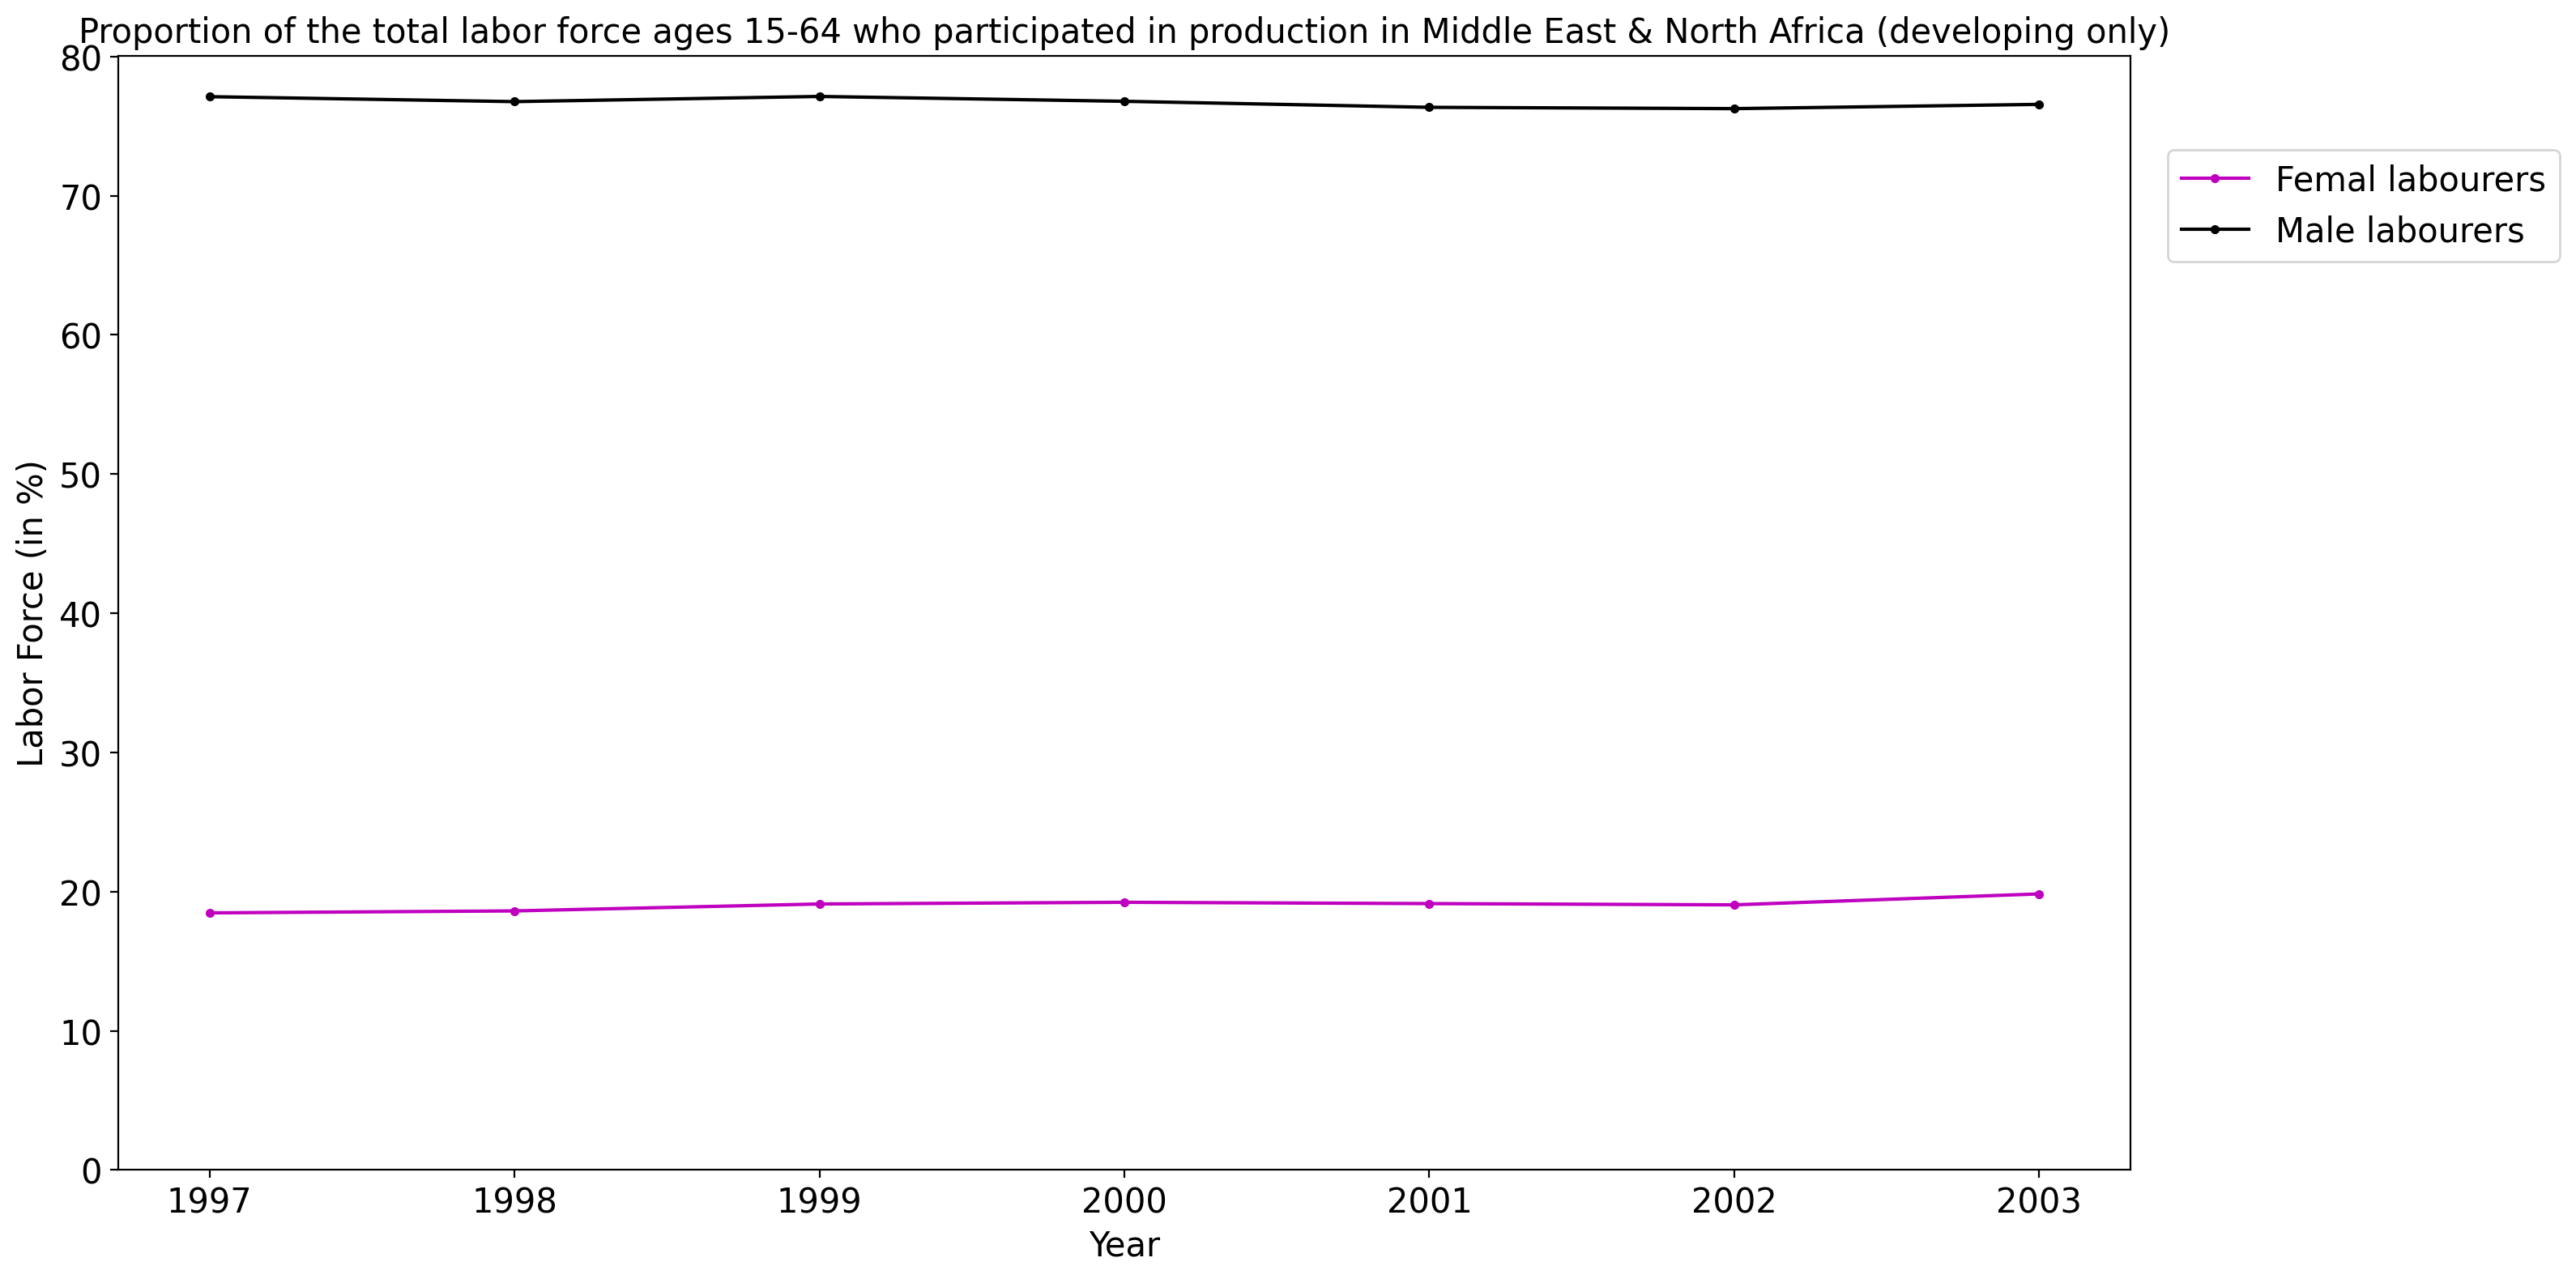 Proportion of the total labor force ages 15-64 who participated in production in Middle East & North Africa (developing only)
80
70
60
50
40
30
20
10
0
Labor Force (in %)
1997 1998 1999 2000 2001 2002 2003
Year
Femal labourers
Male labourers